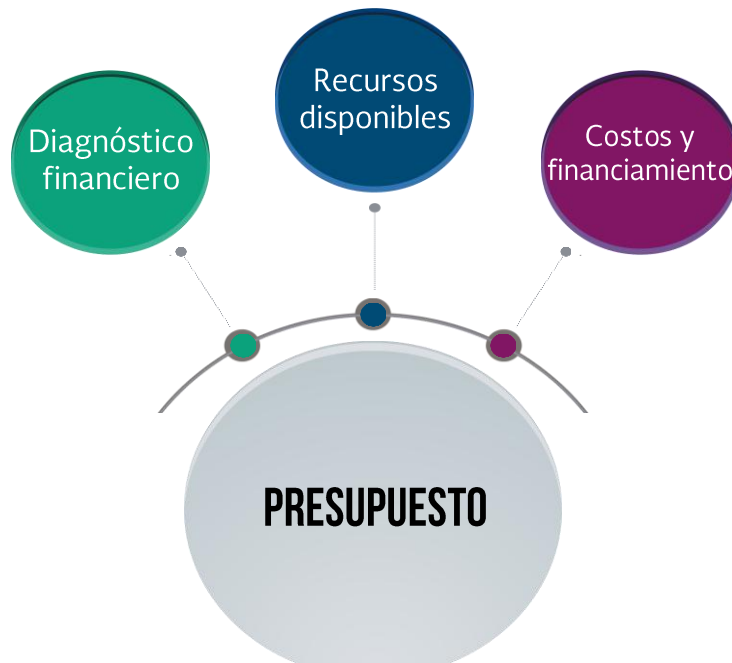 Diagnóstico
financiero
Recursos
disponibles
Costos y
financiamiento
PRESUPUESTO